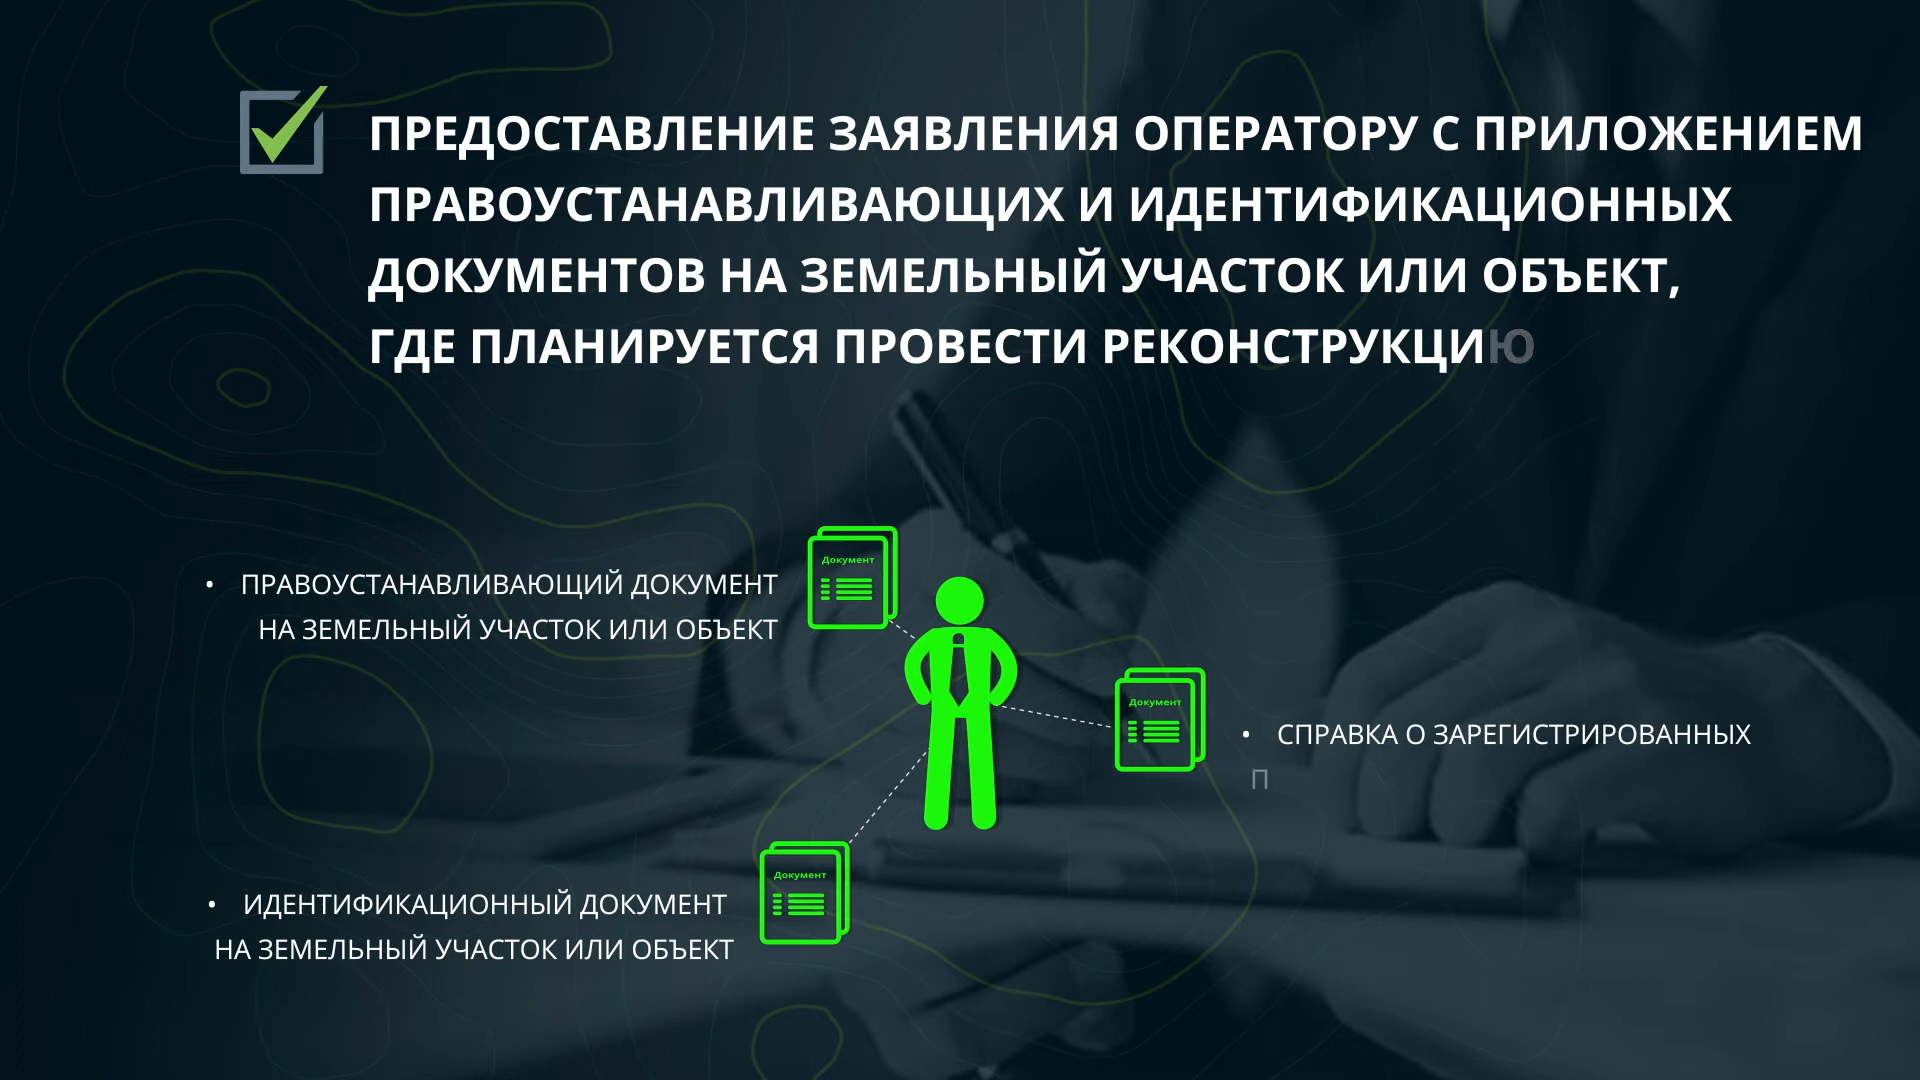 ПРЕДОСТАВЛЕНИЕ ЗАЯВЛЕНИЯ ОПЕРАТОРУ С ПРИЛОЖЕНИЕМ
ПРАВОУСТАНАВЛИВАЮЩИХ И ИДЕНТИФИКАЦИОННЫХ
ДОКУМЕНТОВ НА ЗЕМЕЛЬНЫЙ УЧАСТОК ИЛИ ОБЪЕКТ,
ГДЕ ПЛАНИРУЕТСЯ ПРОВЕСТИ РЕКОНСТРУКЦИЮ
Документ
• ПРАВОУСТАНАВЛИВАЮЩИЙ ДОКУМЕНТ
НА ЗЕМЕЛЬНЫЙ УЧАСТОК ИЛИ ОБЪЕКТ
Документ
• СПРАВКА О ЗАРЕГИСТРИРОВАННЫХ
П
Документ
• ИДЕНТИФИКАЦИОННЫЙ ДОКУМЕНТ
НА ЗЕМЕЛЬНЫЙ УЧАСТОК ИЛИ ОБЪЕКТ